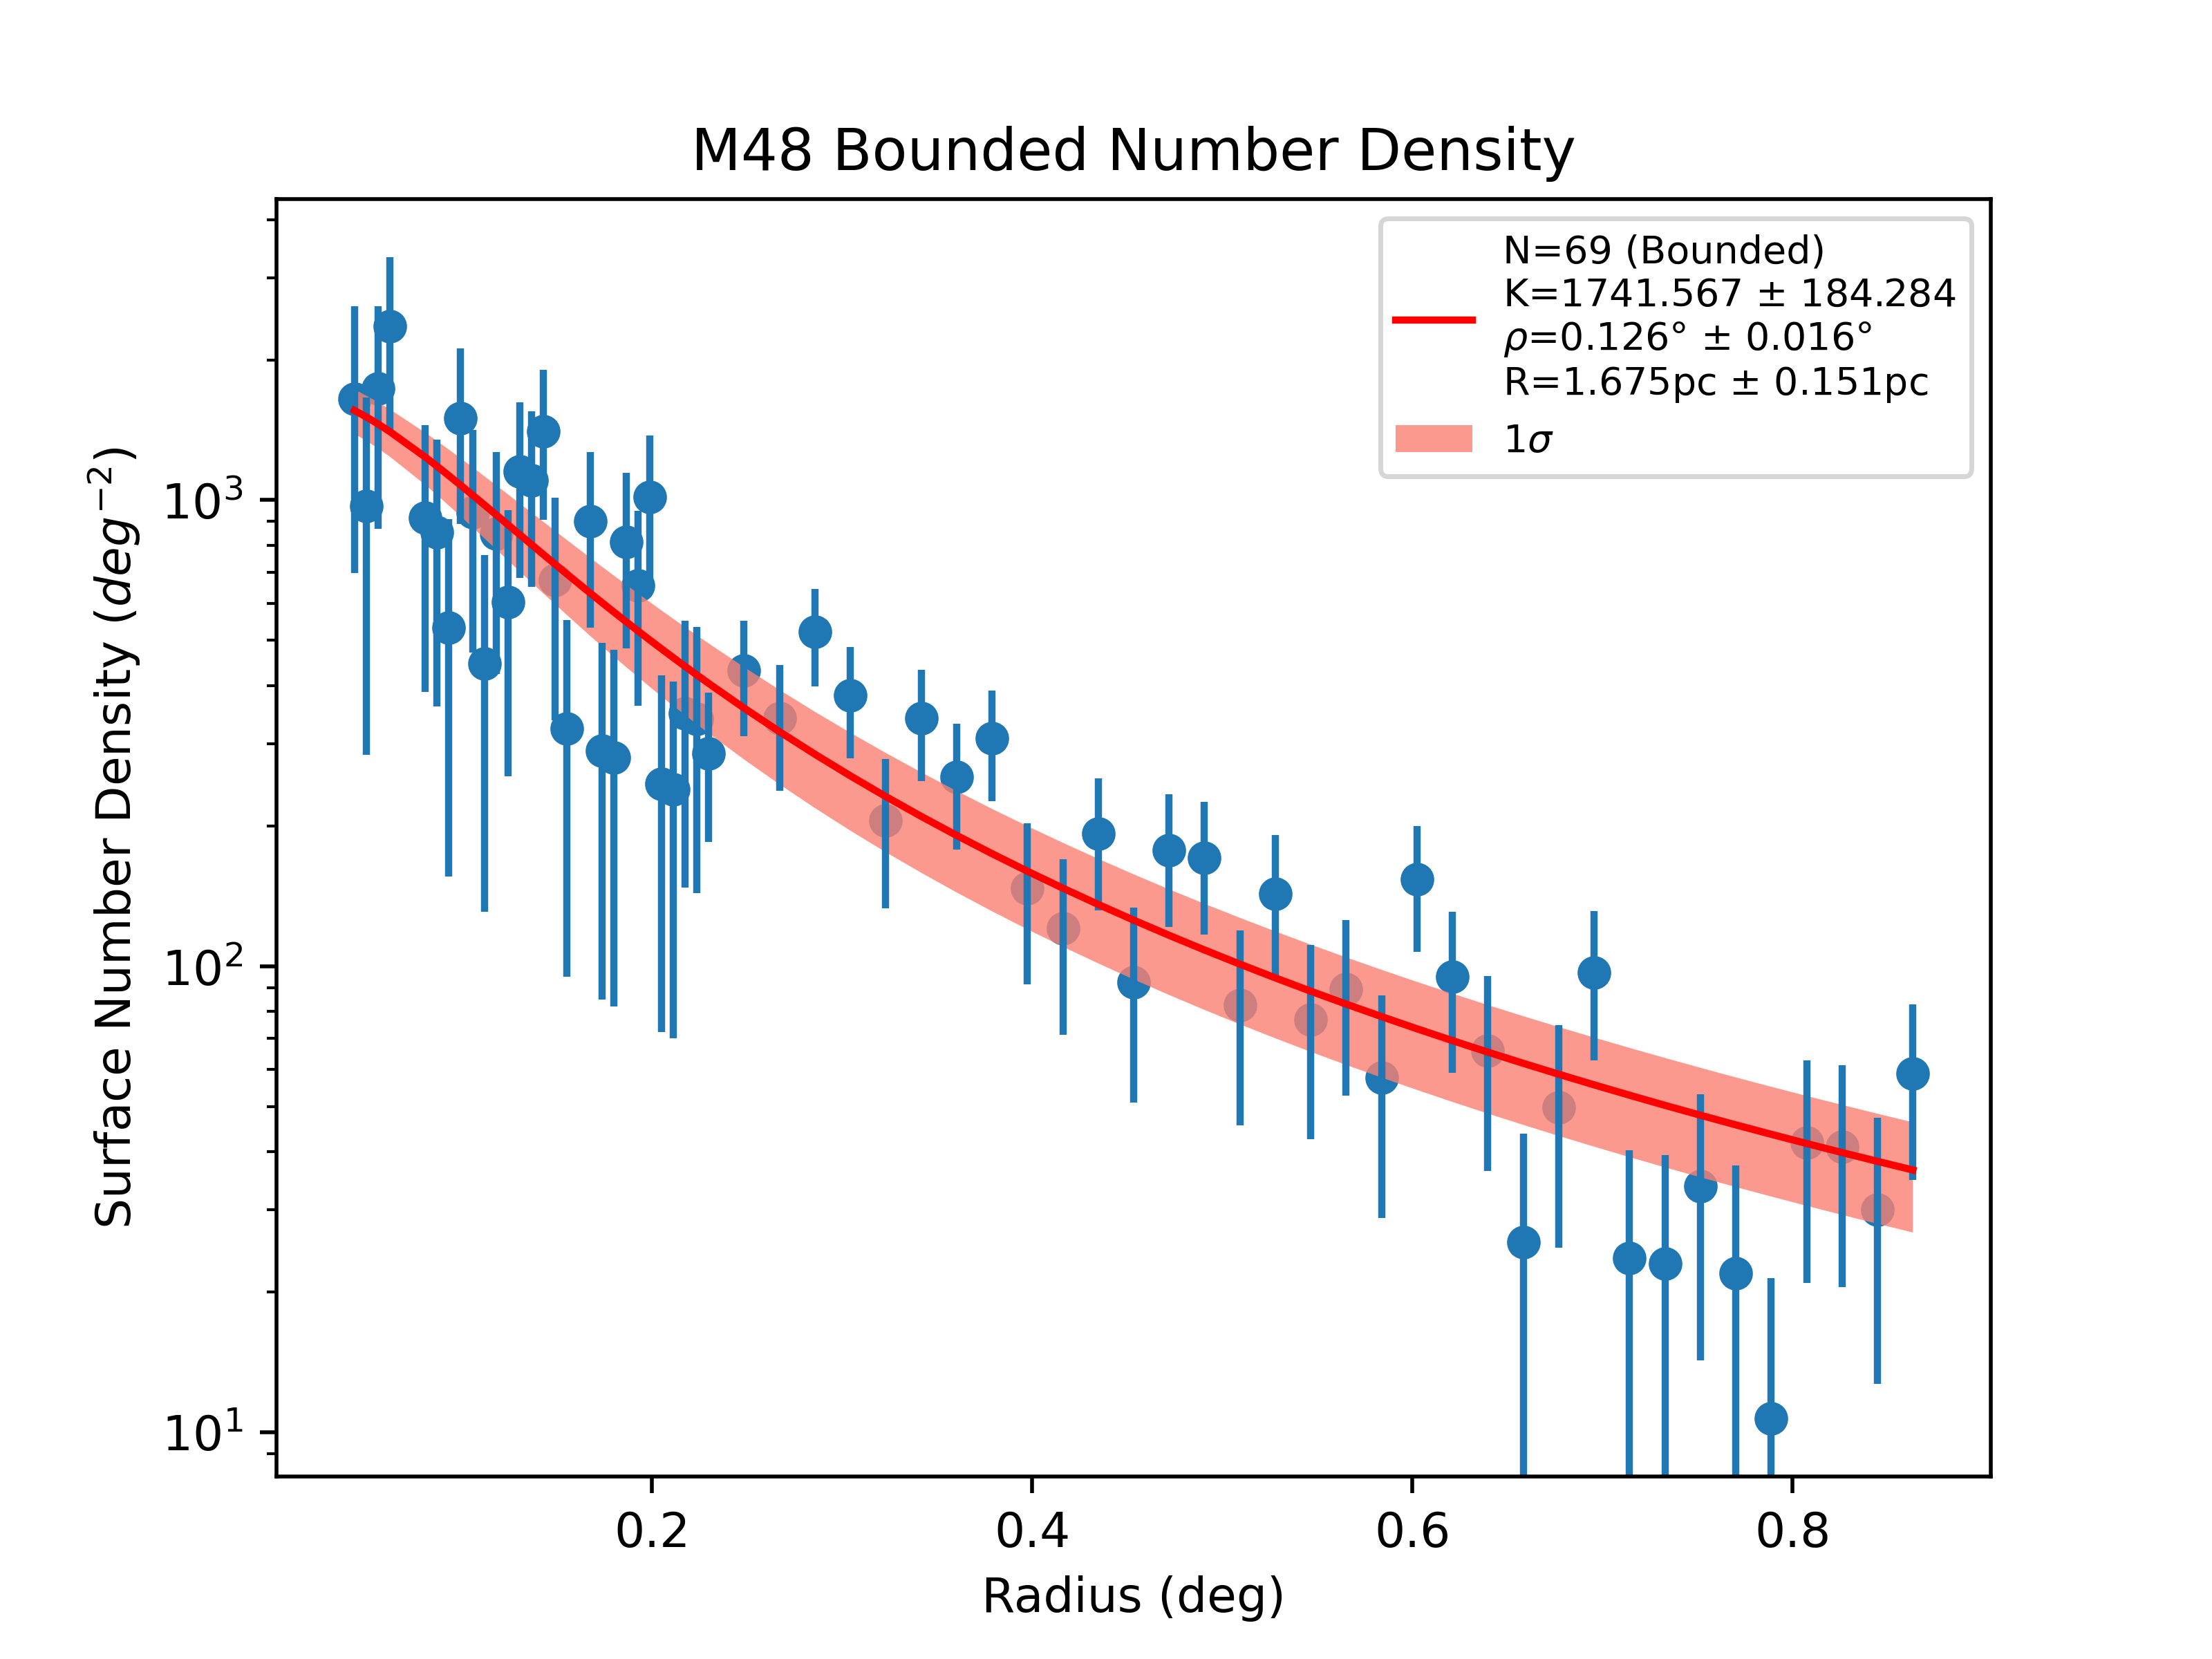 M48 Bounded Number Density
N=69 (Bounded)
K=1741.567 ± 184.284
ρ=0.126° ± 0.016°
R=1.675pc ± 0.151pc
1σ
Surface Number Density (deg⁻²)
10³
10²
10¹
0.2 0.4 0.6 0.8
Radius (deg)